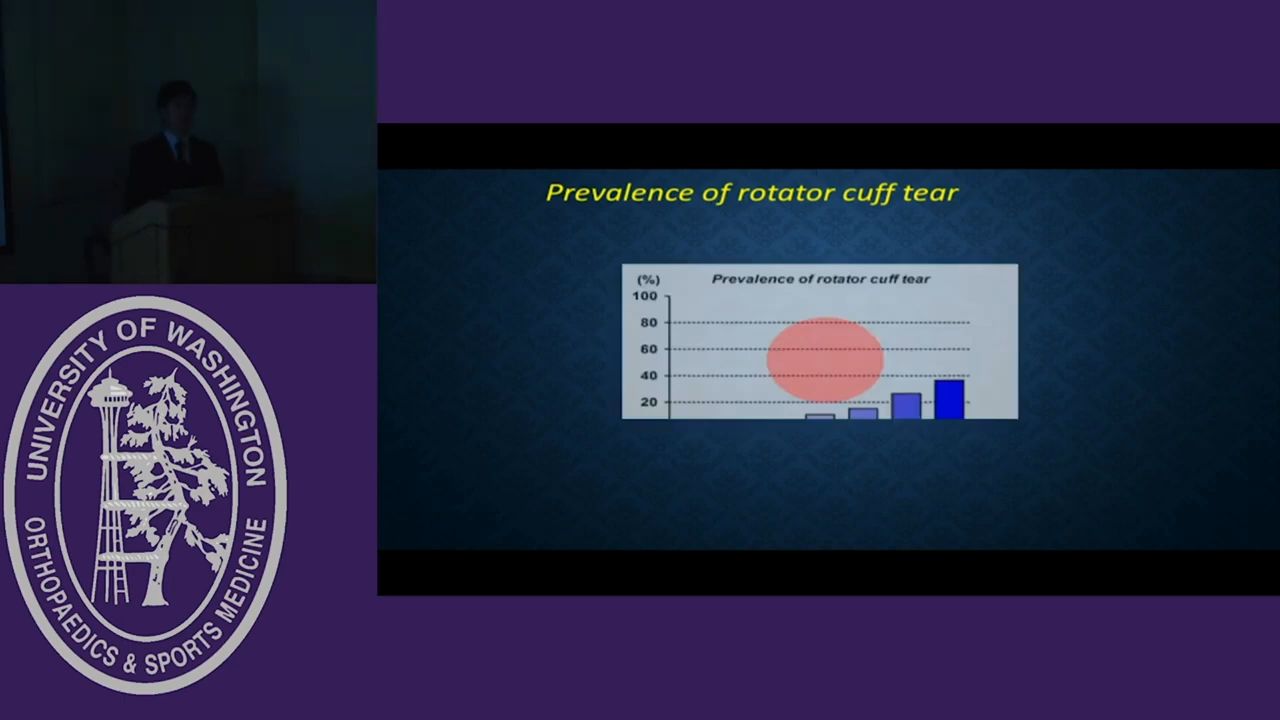 Prevalence of rotator cuff tear
(%)
Prevalence of rotator cuff tear
100
80
60
40
20
UNIVERSITY OF WASHINGTON
ORTHOPAEDICS & SPORTS MEDICINE